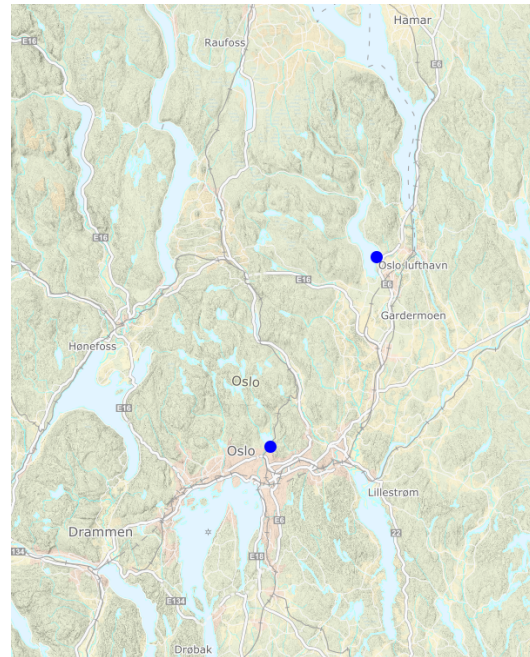 Hamar
E16
Raufoss
E6
E16
Oslo lufthavn
E16
E6
Gardermoen
Hønefoss
Oslo
E16
Oslo
Lillestrøm
E6
Drammen
22
134
E18
E134
Drøbak